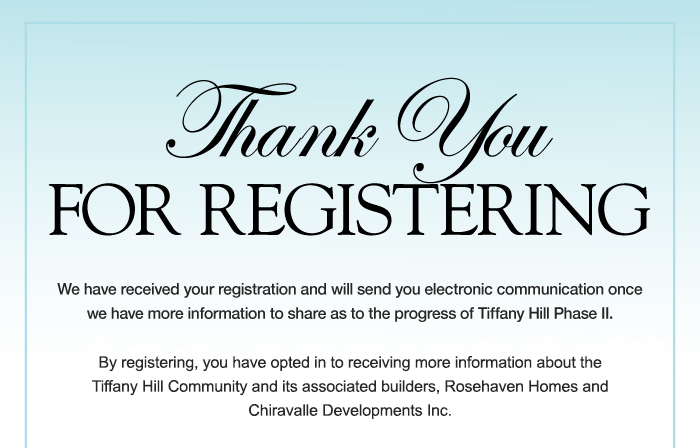 Thank You
FOR REGISTERING
We have received your registration and will send you electronic communication once
we have more information to share as to the progress of Tiffany Hill Phase II.
By registering, you have opted in to receiving more information about the
Tiffany Hill Community and its associated builders, Rosehaven Homes and
Chiravalle Developments Inc.